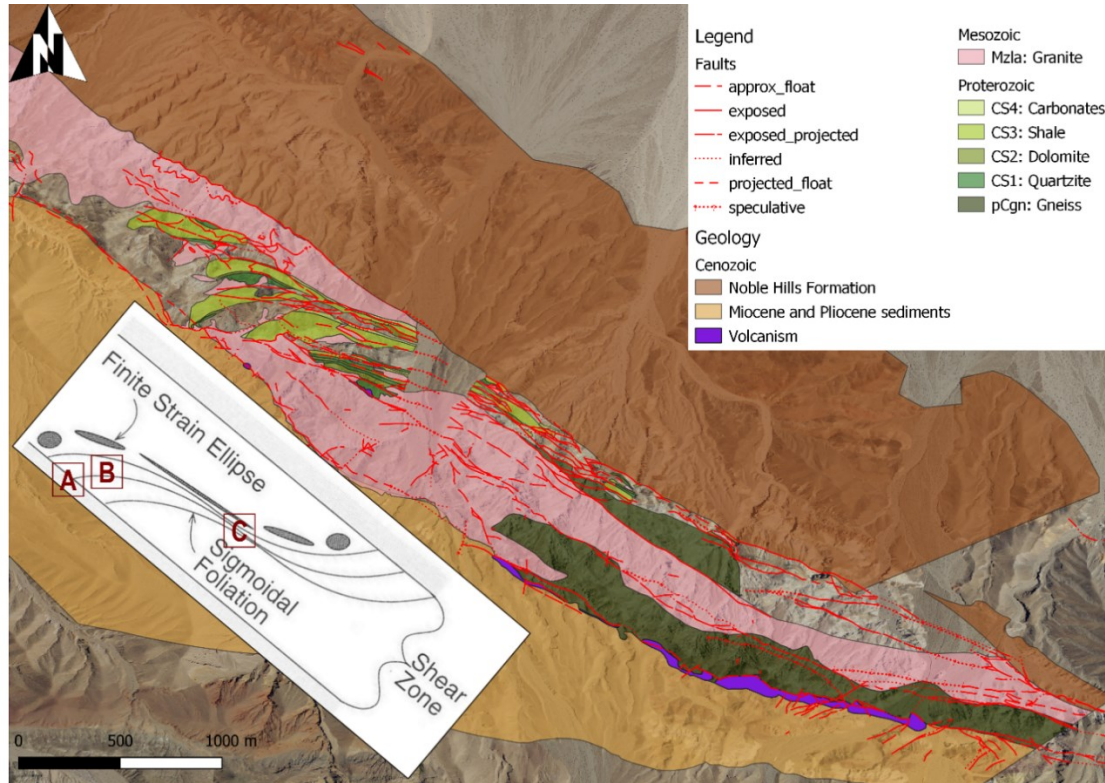 N
Legend
Faults
approx_float
exposed
exposed_projected
inferred
projected_float
speculative
Geology
Cenozoic
Noble Hills Formation
Miocene and Pliocene sediments
Volcanism
Mesozoic
Mzla: Granite
Proterozoic
CS4: Carbonates
CS3: Shale
CS2: Dolomite
CS1: Quartzite
pCgn: Gneiss
Finite Strain Ellipse
A
B
C
Sigmoidal
Foliation
Shear
Zone
0 500 1000 m